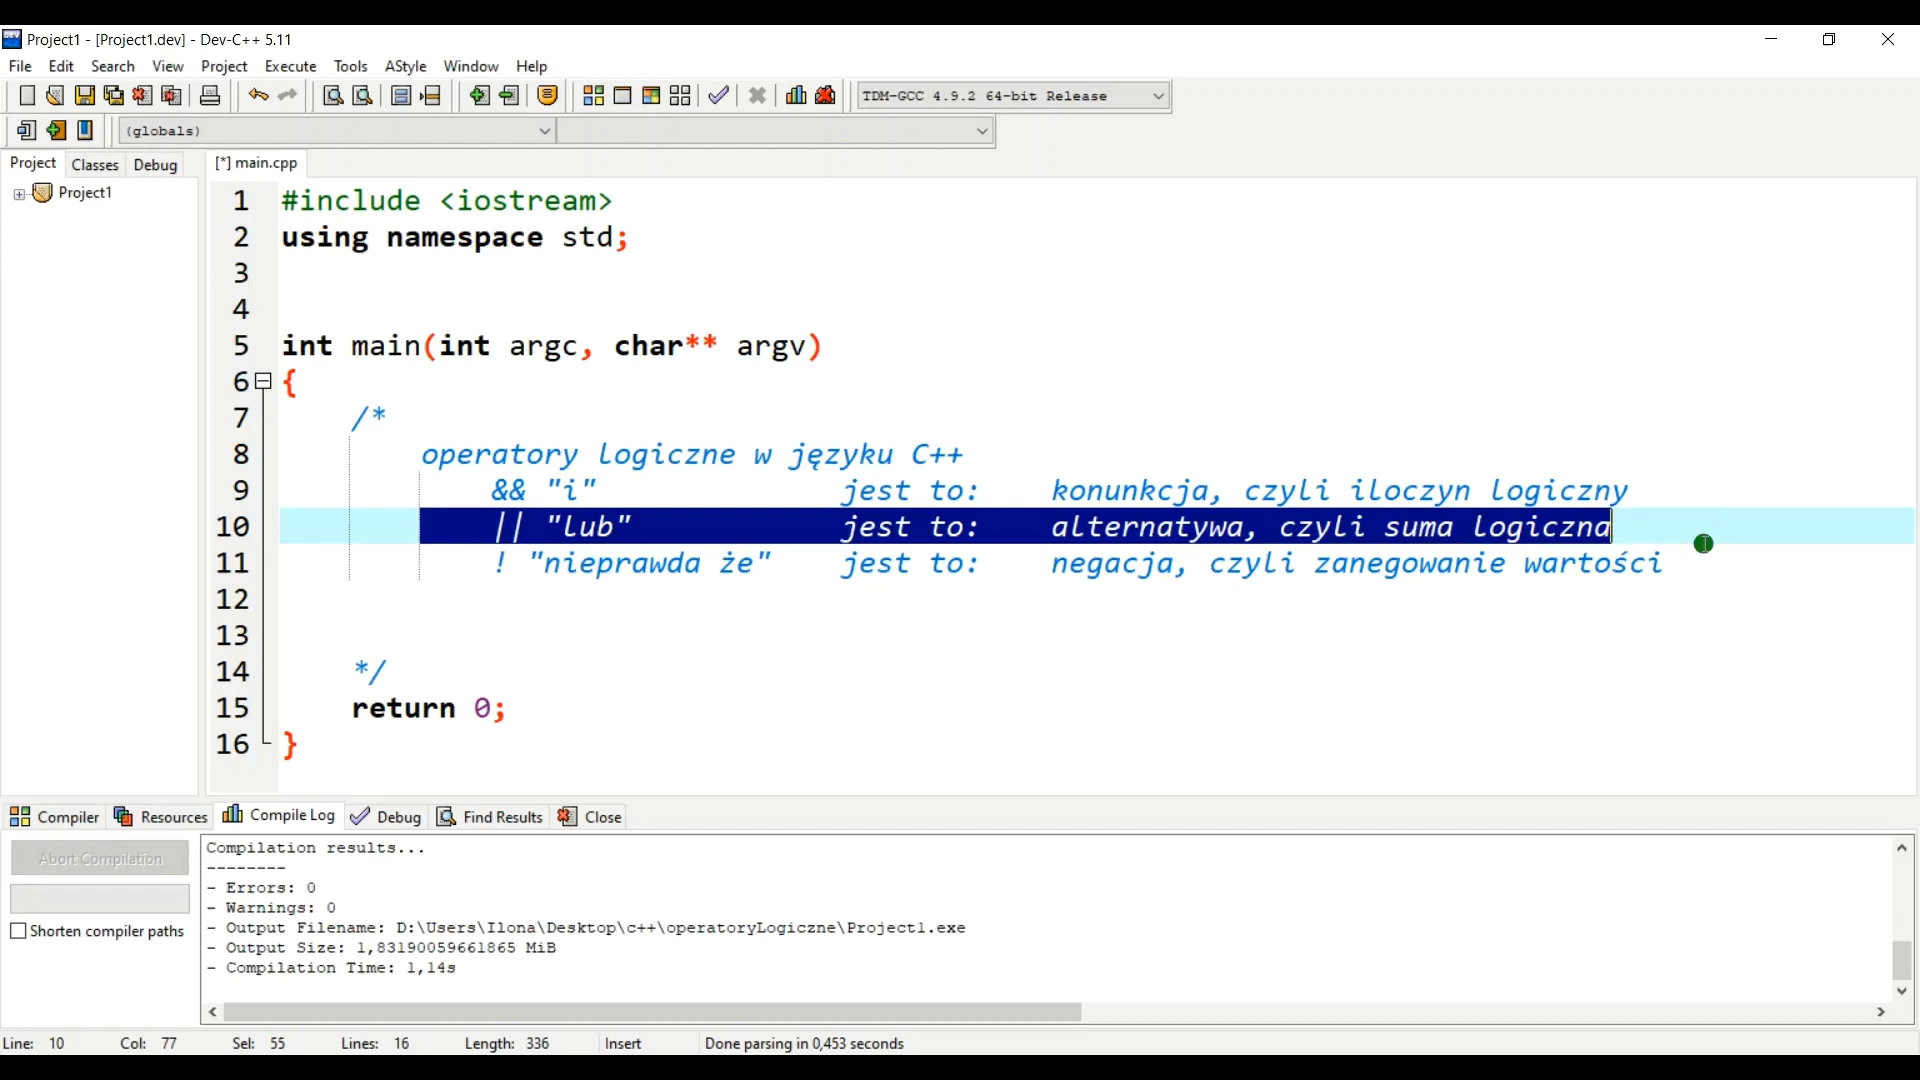 Project1 - [Project1.dev] - Dev-C++ 5.11
File Edit Search View Project Execute Tools AStyle Window Help
TDM-GCC 4.9.2 64-bit Release
(globals)
Project Classes Debug [*] main.cpp
Project1
1 #include <iostream>
2 using namespace std;
3
4
5 int main(int argc, char** argv)
6 {
7 /*
8 operatory logiczne w języku C++
9 && "i" jest to: konunkcja, czyli iloczyn logiczny
10 || "lub" jest to: alternatywa, czyli suma logiczna
11 ! "nieprawda że" jest to: negacja, czyli zanegowanie wartości
12
13
14 */
15 return 0;
16 }
Compiler Resources Compile Log Debug Find Results Close
Abort Compilation
Shorten compiler paths
Compilation results...
--------
- Errors: 0
- Warnings: 0
- Output Filename: D:\Users\Ilona\Desktop\c++\operatoryLogiczne\Project1.exe
- Output Size: 1,83190059661865 MiB
- Compilation Time: 1,14s
Line: 10 Col: 77 Sel: 55 Lines: 16 Length: 336 Insert Done parsing in 0,453 seconds